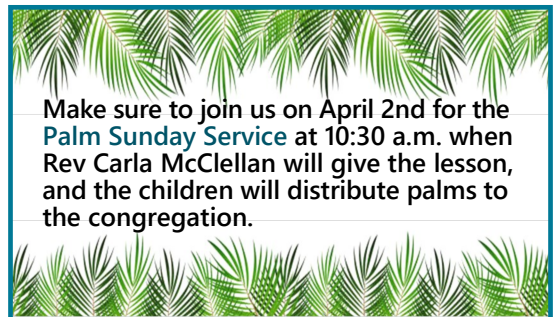 Make sure to join us on April 2nd for the
Palm Sunday Service at 10:30 a.m. when
Rev Carla McClellan will give the lesson,
and the children will distribute palms to
the congregation.